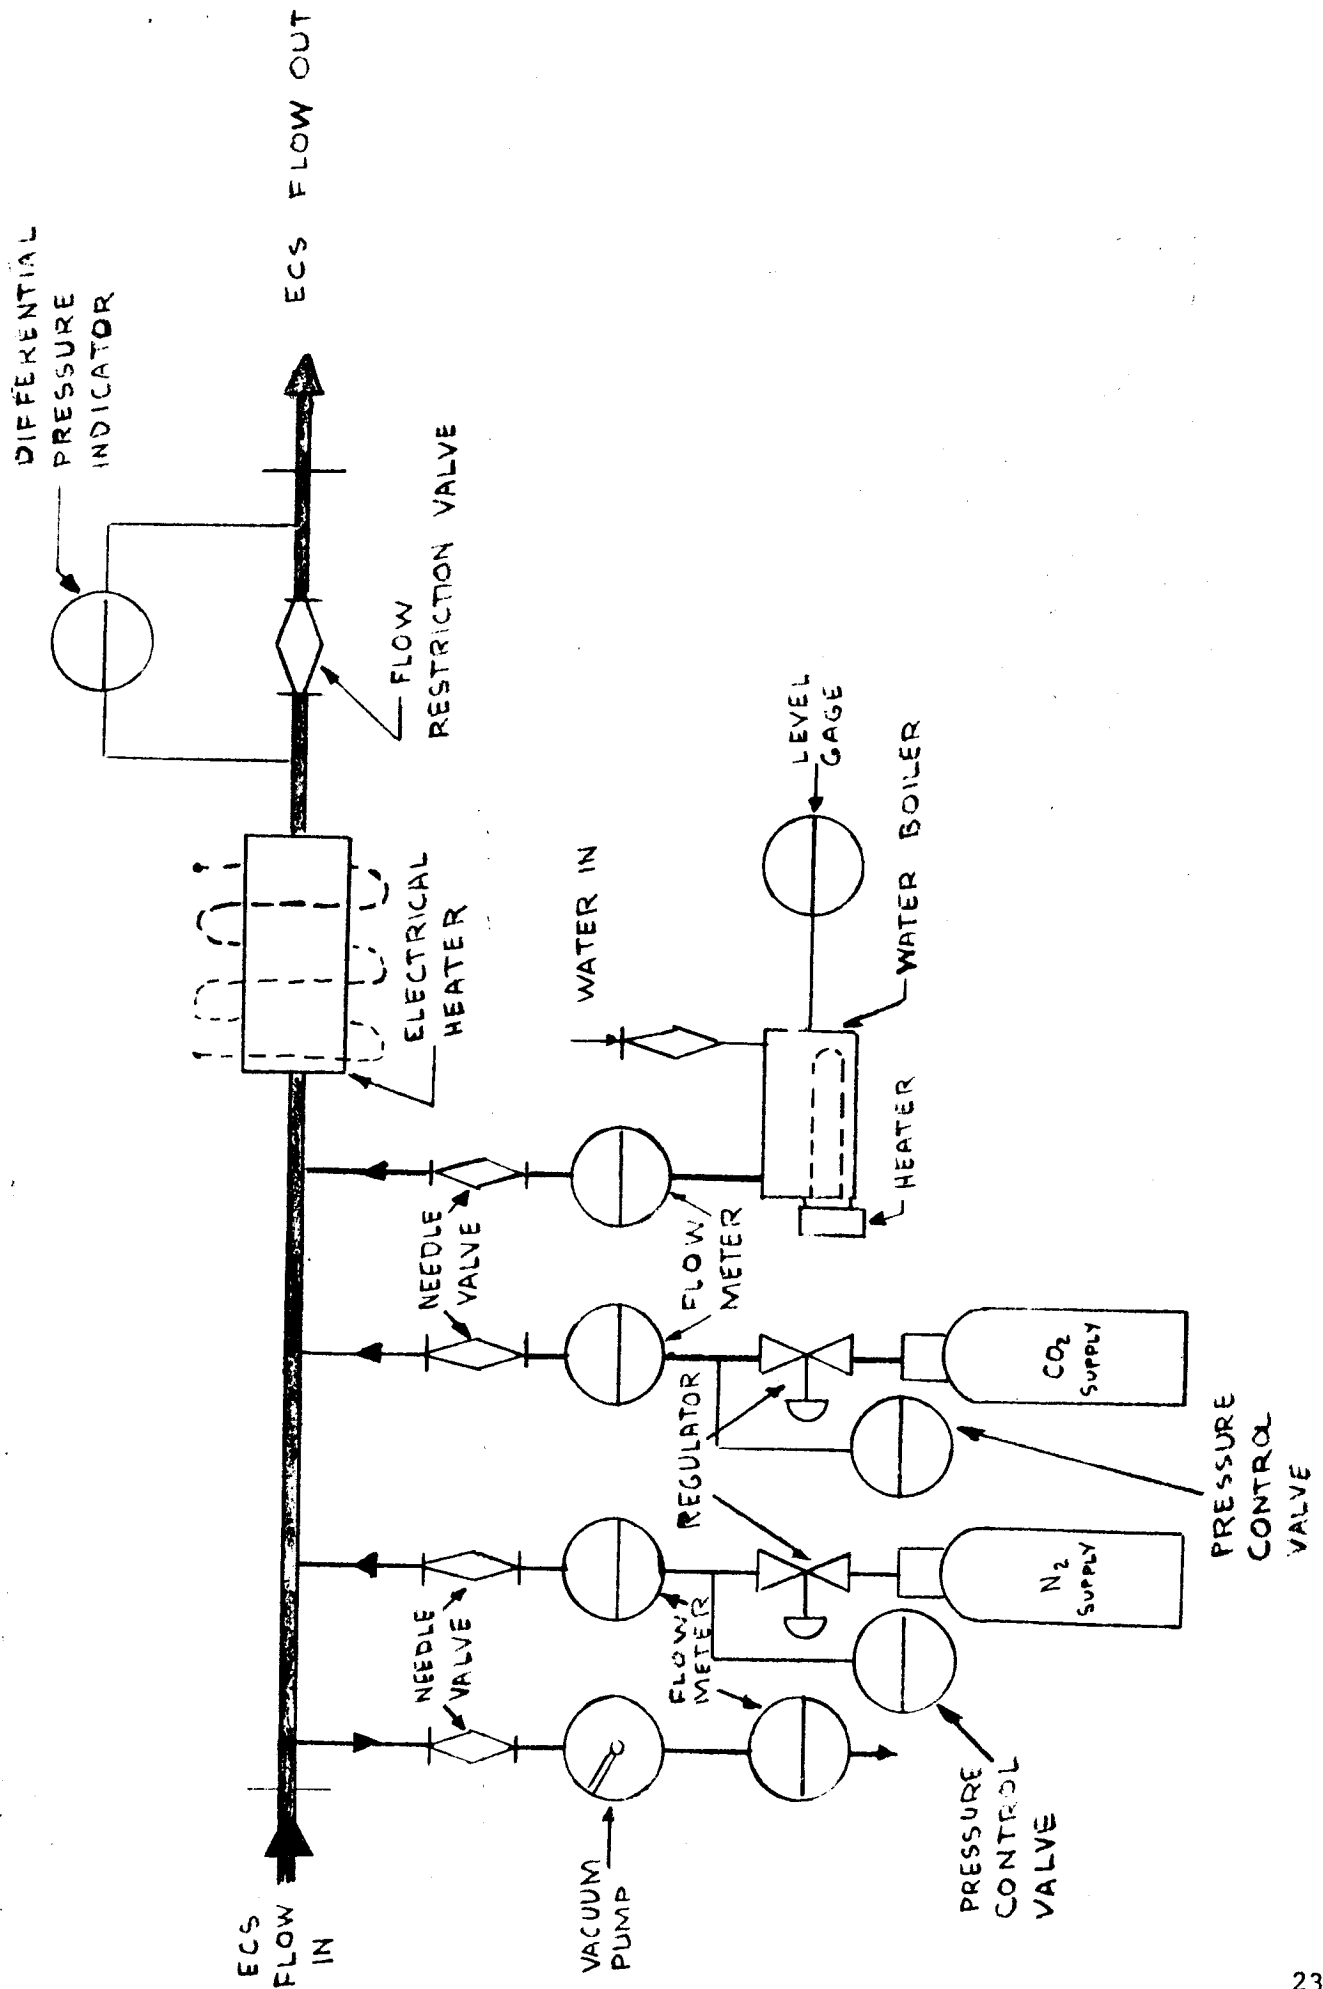 DIFFERENTIAL
PRESSURE
INDICATOR
ECS FLOW OUT
FLOW
RESTRICTION VALVE
ELECTRICAL
HEATER
WATER IN
LEVEL
GAGE
WATER BOILER
HEATER
NEEDLE
VALVE
FLOW
METER
REGULATOR
CO2
SUPPLY
PRESSURE
CONTROL
VALVE
NEEDLE
VALVE
FLOW
METER
N2
SUPPLY
ECS
FLOW
IN
VACUUM
PUMP
PRESSURE
CONTROL
VALVE
23